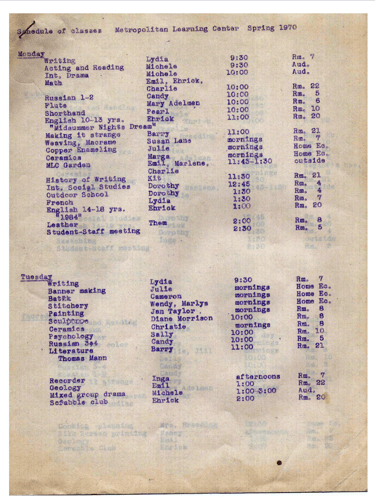 Schedule of classes Metropolitan Learning Center Spring 1970
Monday
Writing Lydia 9:30 Rm. 7
Acting and Reading Michele 9:30 Aud.
Int. Drama Michele 10:00 Aud.
Math Emil, Ehrick,
Charlie 10:00 Rm. 22
Russian 1-2 Candy 10:00 Rm. 5
Flute Mary Adelman 10:00 Rm. 6
Shorthand Pearl 10:00 Rm. 10
English 10-13 yrs. Ehrick 11:00 Rm. 20
"Midsummer Nights Dream"
Making it strange Barry 11:00 Rm. 21
Weaving, Macrame Susan Lane mornings Rm. 7
Copper Enameling Julie mornings Home Ec.
Ceramics Marge mornings Home Ec.
MLC Garden Emil, Marlene, 11:45-1:30 outside
Charlie
History of Writing Kit 11:30 Rm. 21
Int. Social Studies Dorothy 12:45 Rm. 4
Outdoor School Dorothy 1:30 Rm. 4
French Lydia 1:30 Rm. 7
English 14-18 yrs. Ehrick 1:00 Rm. 20
"1984"
Leather Them 2:00 Rm. 8
Student-Staff meeting 2:30 Rm. 5
Tuesday
Writing Lydia 9:30 Rm. 7
Banner making Julie mornings Home Ec.
Batik Cameron mornings Home Ec.
Stitchery Wendy, Marlys mornings Home Ec.
Painting Jan Taylor mornings Rm. 8
Sculpture Diane Morrison 10:00 Rm. 8
Ceramics Christie mornings Rm. 8
Psychology Sally 10:00 Rm. 10
Russian 3+4 Candy 10:00 Rm. 5
Literature Barry 11:00 Rm. 21
Thomas Mann
Recorder Inga afternoons Rm. 7
Geology Emil 1:00 Rm. 22
Mixed group drama Michele 1:00-3:00 Aud.
Scrabble club Ehrick 2:00 Rm. 20